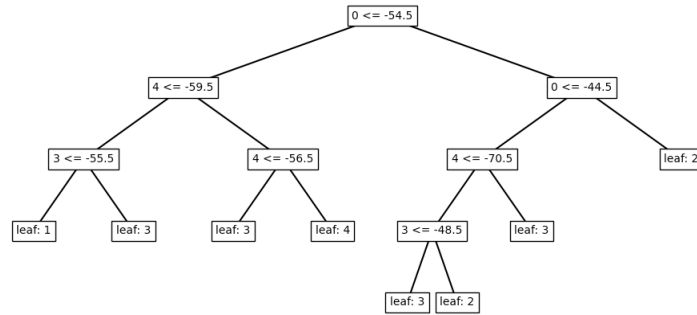 0 <= -54.5
4 <= -59.5
0 <= -44.5
3 <= -55.5
4 <= -56.5
4 <= -70.5
leaf: 2
leaf: 1
leaf: 3
leaf: 3
leaf: 4
3 <= -48.5
leaf: 3
leaf: 3
leaf: 2